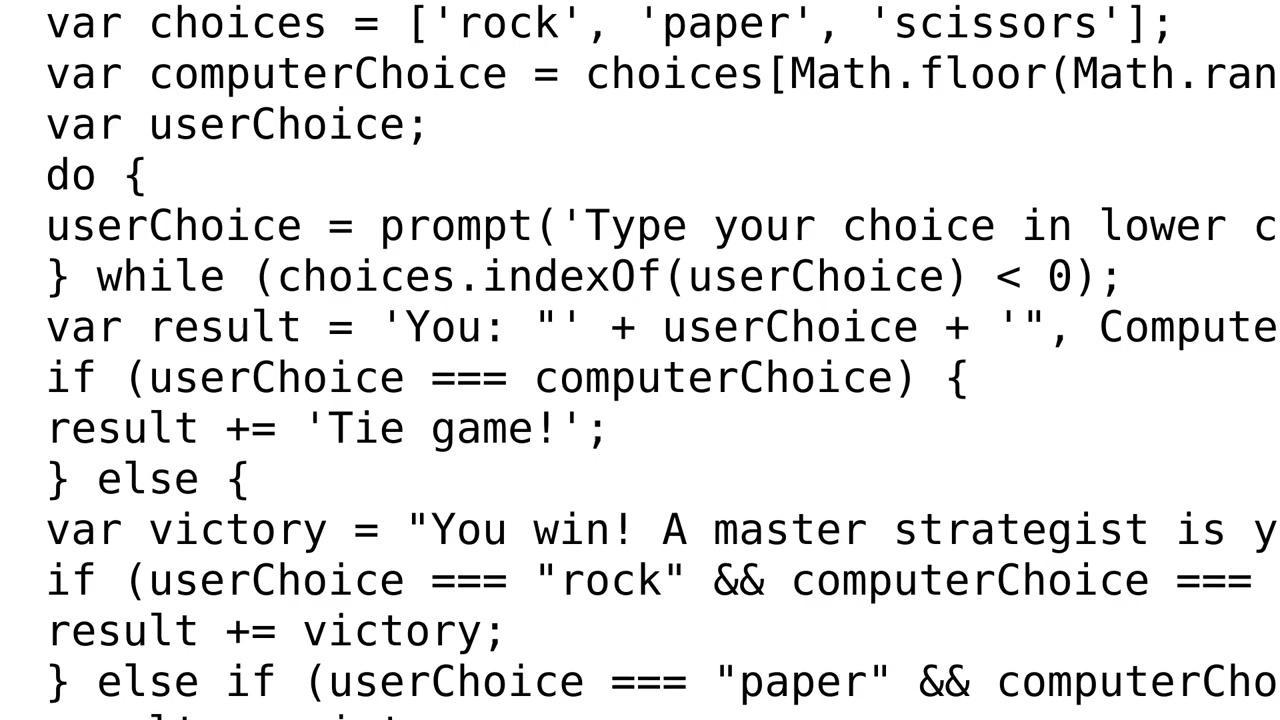 var choices = ['rock', 'paper', 'scissors'];
var computerChoice = choices[Math.floor(Math.ran
var userChoice;
do {
userChoice = prompt('Type your choice in lower c
} while (choices.indexOf(userChoice) < 0);
var result = 'You: "' + userChoice + '", Compute
if (userChoice === computerChoice) {
result += 'Tie game!';
} else {
var victory = "You win! A master strategist is y
if (userChoice === "rock" && computerChoice ===
result += victory;
} else if (userChoice === "paper" && computerCho